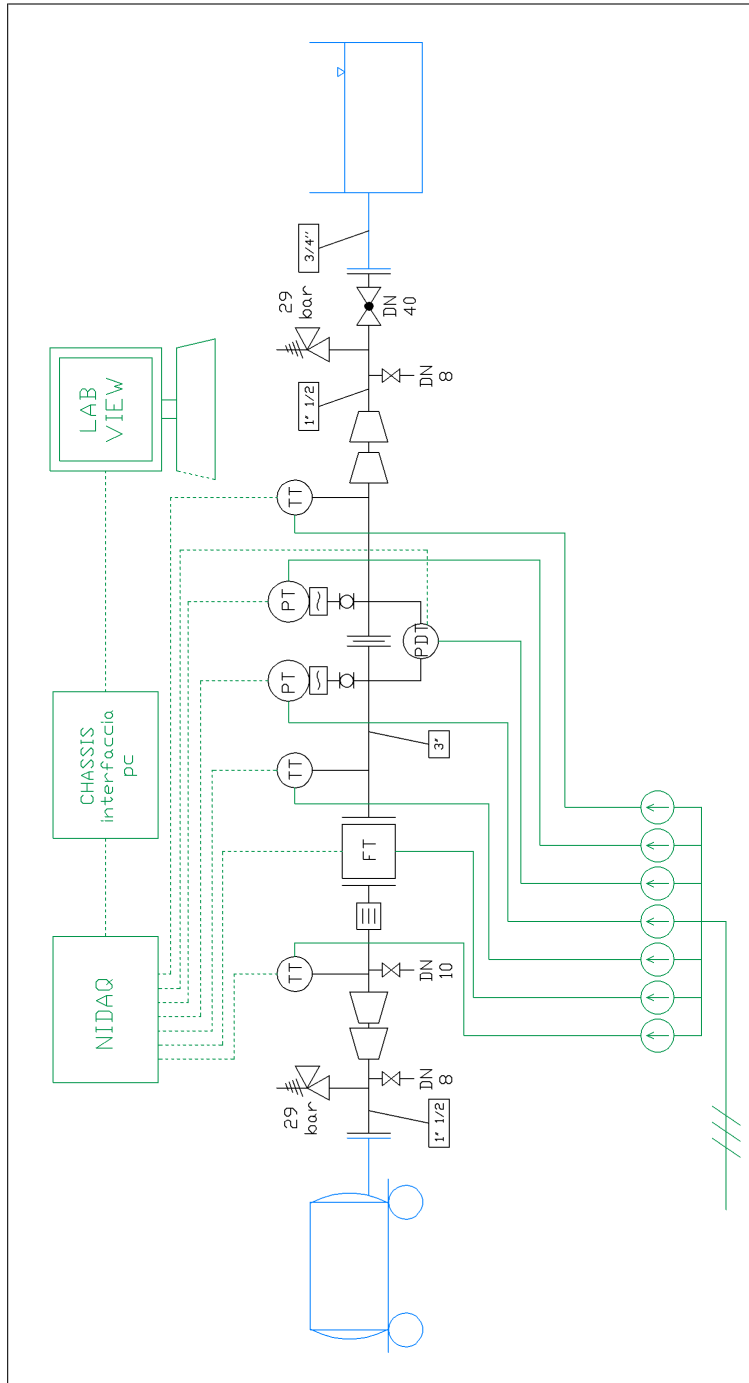 3/4''
29
bar
DN
40
LAB
VIEW
1" 1/2
DN
8
TT
PT
PDT
PT
CHASSIS
interfaccia
pc
3"
TT
FT
NIDAQ
TT
DN
10
29
bar
DN
8
1" 1/2